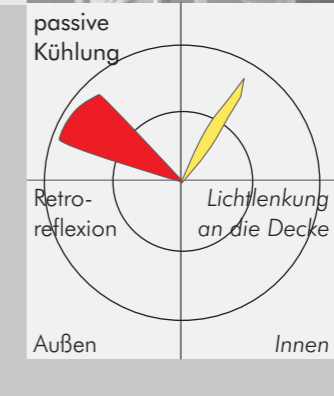 passive
Kühlung
Retro-
reflexion
Lichtlenkung
an die Decke
Außen
Innen